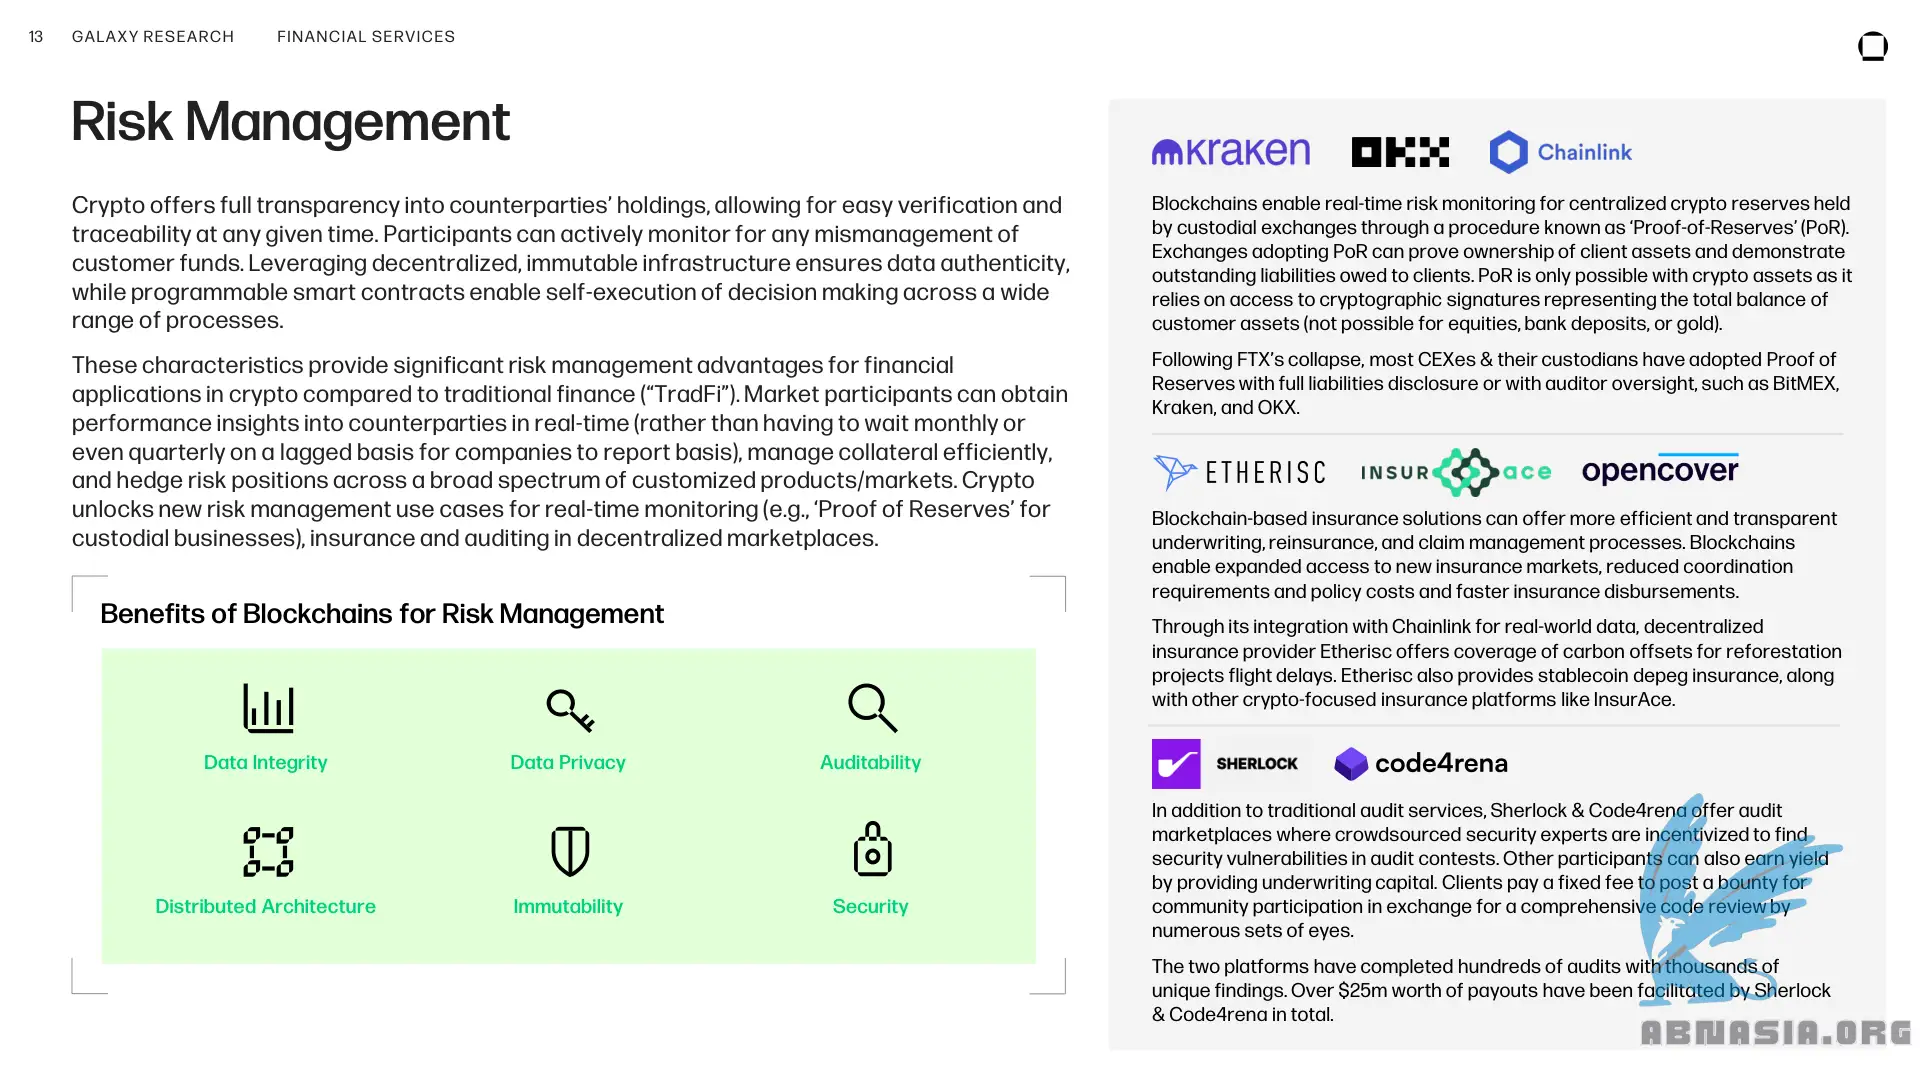 13 GALAXY RESEARCH FINANCIAL SERVICES
Risk Management
Crypto offers full transparency into counterparties’ holdings, allowing for easy verification and
traceability at any given time. Participants can actively monitor for any mismanagement of
customer funds. Leveraging decentralized, immutable infrastructure ensures data authenticity,
while programmable smart contracts enable self-execution of decision making across a wide
range of processes.
These characteristics provide significant risk management advantages for financial
applications in crypto compared to traditional finance (“TradFi”). Market participants can obtain
performance insights into counterparties in real-time (rather than having to wait monthly or
even quarterly on a lagged basis for companies to report basis), manage collateral efficiently,
and hedge risk positions across a broad spectrum of customized products/markets. Crypto
unlocks new risk management use cases for real-time monitoring (e.g., ‘Proof of Reserves’ for
custodial businesses), insurance and auditing in decentralized marketplaces.
Benefits of Blockchains for Risk Management
Data Integrity
Data Privacy
Auditability
Distributed Architecture
Immutability
Security
kraken OKX Chainlink
Blockchains enable real-time risk monitoring for centralized crypto reserves held
by custodial exchanges through a procedure known as ‘Proof-of-Reserves’ (PoR).
Exchanges adopting PoR can prove ownership of client assets and demonstrate
outstanding liabilities owed to clients. PoR is only possible with crypto assets as it
relies on access to cryptographic signatures representing the total balance of
customer assets (not possible for equities, bank deposits, or gold).
Following FTX’s collapse, most CEXes & their custodians have adopted Proof of
Reserves with full liabilities disclosure or with auditor oversight, such as BitMEX,
Kraken, and OKX.
ETHERISC INSUR ace opencover
Blockchain-based insurance solutions can offer more efficient and transparent
underwriting, reinsurance, and claim management processes. Blockchains
enable expanded access to new insurance markets, reduced coordination
requirements and policy costs and faster insurance disbursements.
Through its integration with Chainlink for real-world data, decentralized
insurance provider Etherisc offers coverage of carbon offsets for reforestation
projects flight delays. Etherisc also provides stablecoin depeg insurance, along
with other crypto-focused insurance platforms like InsurAce.
SHERLOCK code4rena
In addition to traditional audit services, Sherlock & Code4rena offer audit
marketplaces where crowdsourced security experts are incentivized to find
security vulnerabilities in audit contests. Other participants can also earn yield
by providing underwriting capital. Clients pay a fixed fee to post a bounty for
community participation in exchange for a comprehensive code review by
numerous sets of eyes.
The two platforms have completed hundreds of audits with thousands of
unique findings. Over $25m worth of payouts have been facilitated by Sherlock
& Code4rena in total.
ABNASIA.ORG